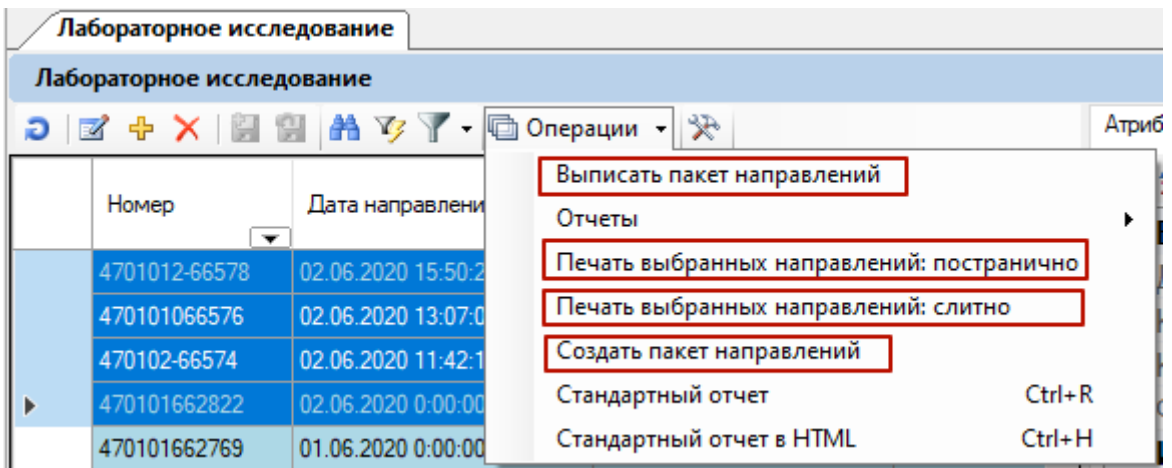 Лабораторное исследование
Лабораторное исследование
Операции
Атриб
Выписать пакет направлений
Номер
Дата направлени
Отчеты
Печать выбранных направлений: постранично
4701012-66578 02.06.2020 15:50:2
470101066576 02.06.2020 13:07:0
Печать выбранных направлений: слитно
470102-66574 02.06.2020 11:42:1
Создать пакет направлений
470101662822 02.06.2020 0:00:00
Стандартный отчет Ctrl+R
470101662769 01.06.2020 0:00:00
Стандартный отчет в HTML Ctrl+H